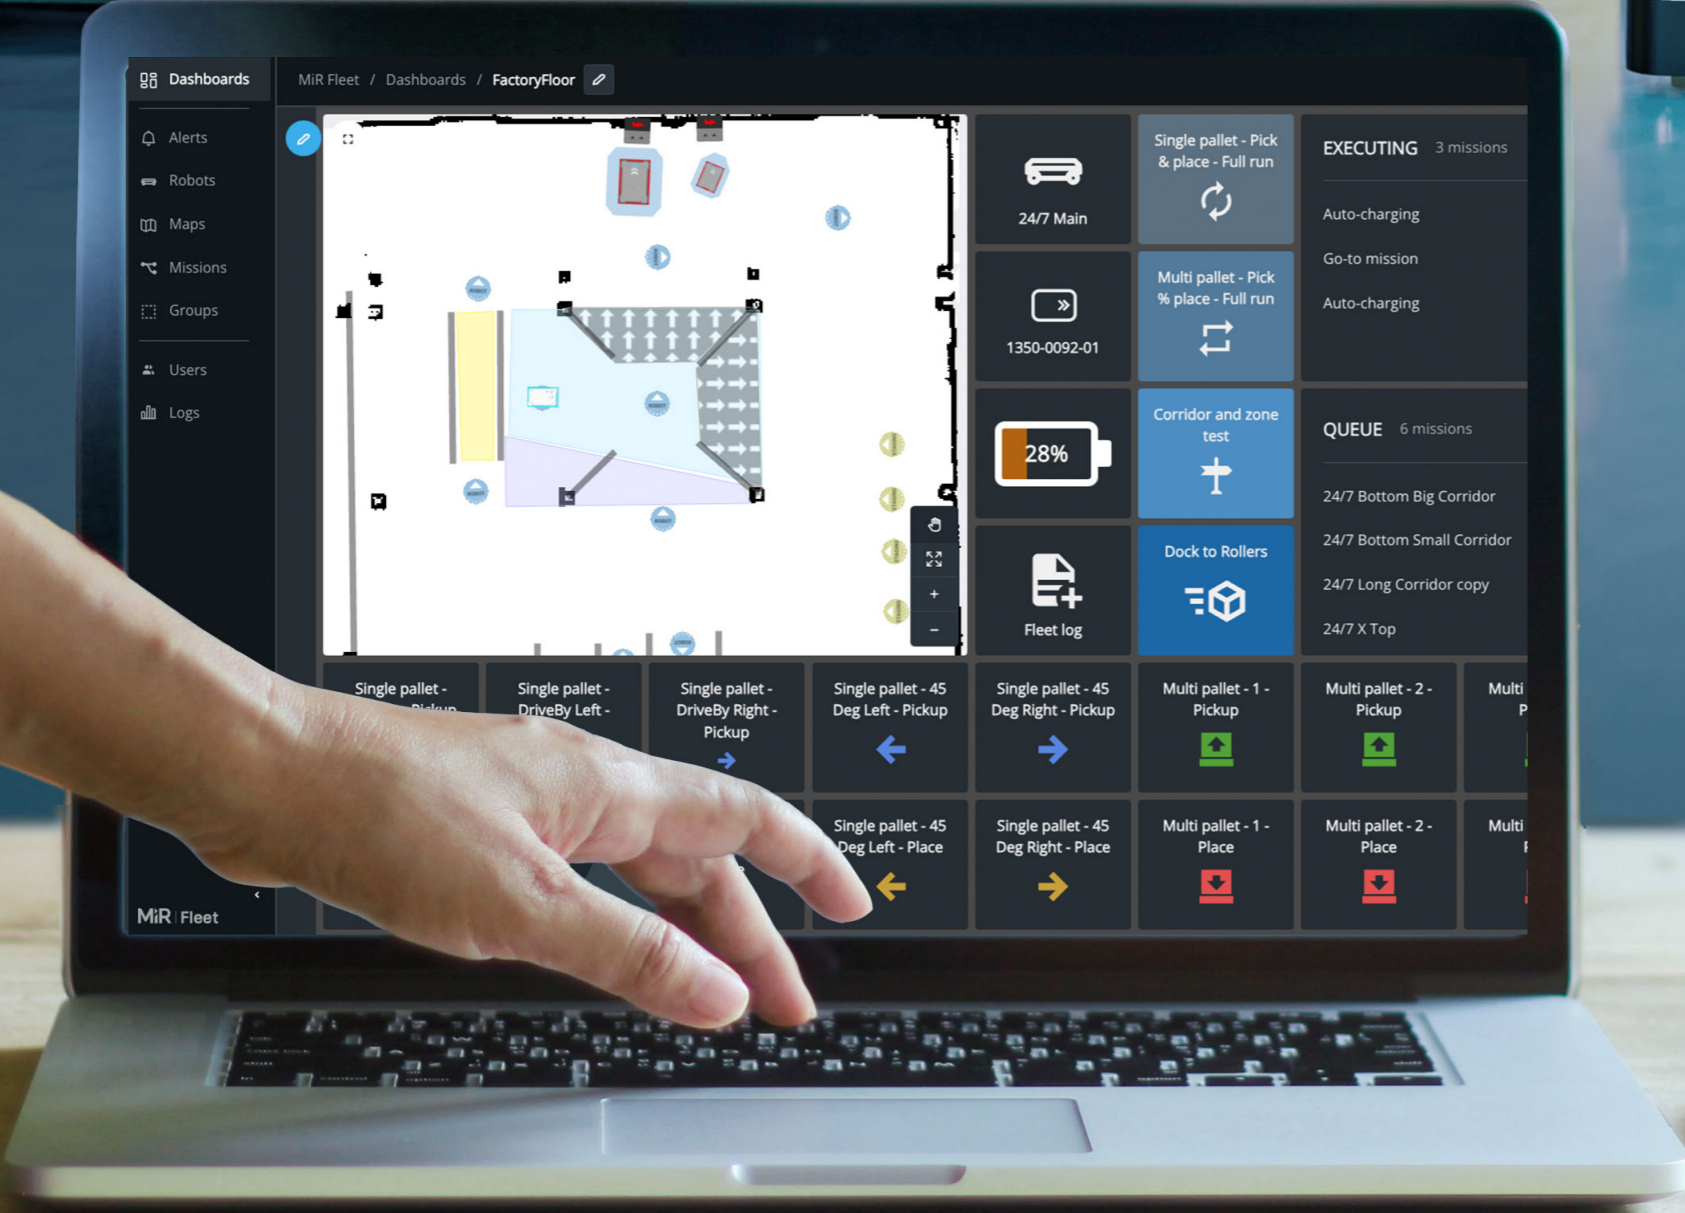 Dashboards
Alerts
Robots
Maps
Missions
Groups
Users
Logs
MiR Fleet
MiR Fleet / Dashboards / FactoryFloor
24/7 Main
1350-0092-01
28%
Fleet log
Single pallet - Pick
& place - Full run
Multi pallet - Pick
% place - Full run
Corridor and zone
test
Dock to Rollers
EXECUTING 3 missions
Auto-charging
Go-to mission
Auto-charging
QUEUE 6 missions
24/7 Bottom Big Corridor
24/7 Bottom Small Corridor
24/7 Long Corridor copy
24/7 X Top
Single pallet -
Pickup
Single pallet -
DriveBy Left -
Single pallet -
DriveBy Right -
Pickup
Single pallet - 45
Deg Left - Pickup
Single pallet - 45
Deg Right - Pickup
Multi pallet - 1 -
Pickup
Multi pallet - 2 -
Pickup
Multi
P
Single pallet - 45
Deg Left - Place
Single pallet - 45
Deg Right - Place
Multi pallet - 1 -
Place
Multi pallet - 2 -
Place
Multi